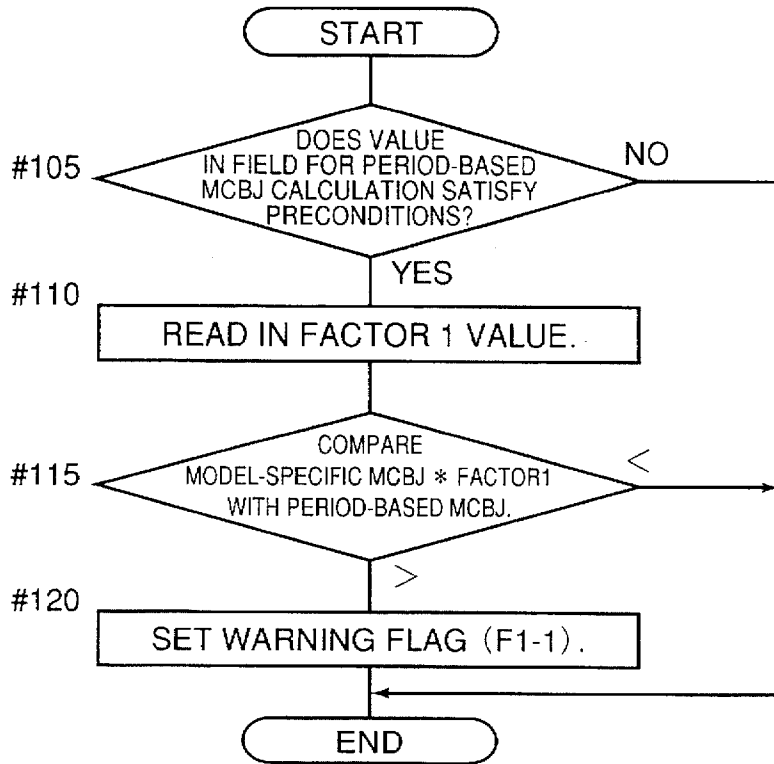 START
DOES VALUE
IN FIELD FOR PERIOD-BASED
MCBJ CALCULATION SATISFY
PRECONDITIONS?
#105
NO
YES
#110
READ IN FACTOR 1 VALUE.
COMPARE
MODEL-SPECIFIC MCBJ * FACTOR1
WITH PERIOD-BASED MCBJ.
#115
<
>
#120
SET WARNING FLAG (F1-1).
END